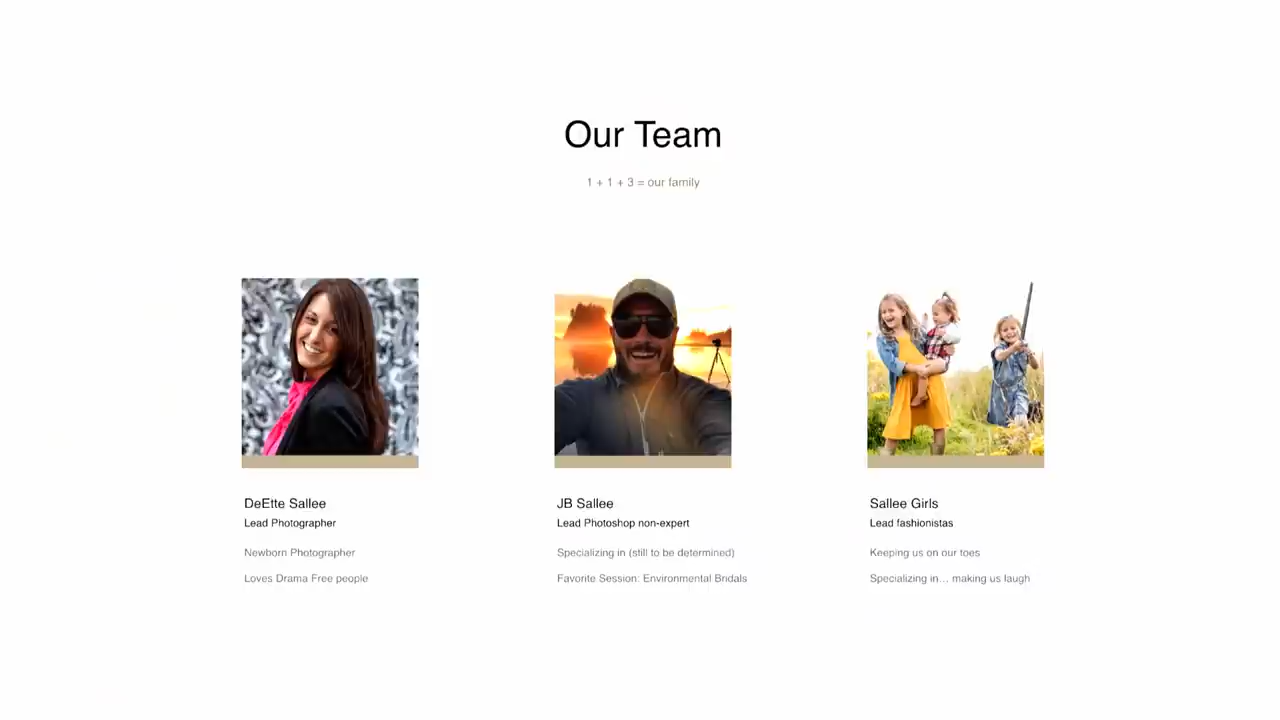 Our Team
1 + 1 + 3 = our family
DeEtte Sallee
Lead Photographer
Newborn Photographer
Loves Drama Free people
JB Sallee
Lead Photoshop non-expert
Specializing in (still to be determined)
Favorite Session: Environmental Bridals
Sallee Girls
Lead fashionistas
Keeping us on our toes
Specializing in... making us laugh